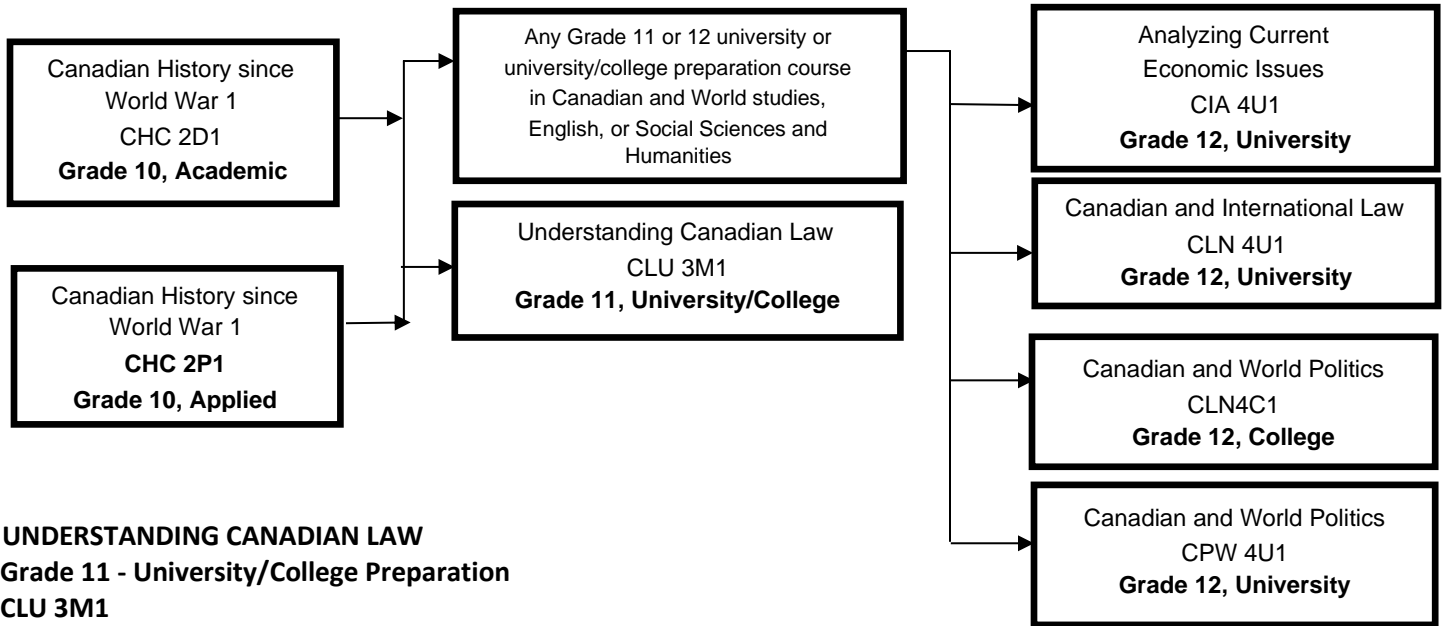 Canadian History since
World War 1
CHC 2D1
Grade 10, Academic
Canadian History since
World War 1
CHC 2P1
Grade 10, Applied
Any Grade 11 or 12 university or
university/college preparation course
in Canadian and World studies,
English, or Social Sciences and
Humanities
Understanding Canadian Law
CLU 3M1
Grade 11, University/College
Analyzing Current
Economic Issues
CIA 4U1
Grade 12, University
Canadian and International Law
CLN 4U1
Grade 12, University
Canadian and World Politics
CLN4C1
Grade 12, College
Canadian and World Politics
CPW 4U1
Grade 12, University
UNDERSTANDING CANADIAN LAW
Grade 11 - University/College Preparation
CLU 3M1